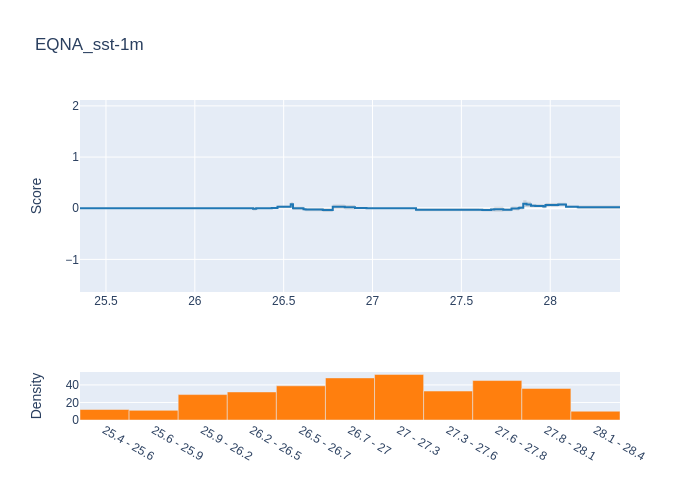 EQNA_sst-1m
Score
2
1
0
−1
25.5 26 26.5 27 27.5 28
Density
40
20
0
25.4 - 25.6
25.6 - 25.9
25.9 - 26.2
26.2 - 26.5
26.5 - 26.7
26.7 - 27
27 - 27.3
27.3 - 27.6
27.6 - 27.8
27.8 - 28.1
28.1 - 28.4